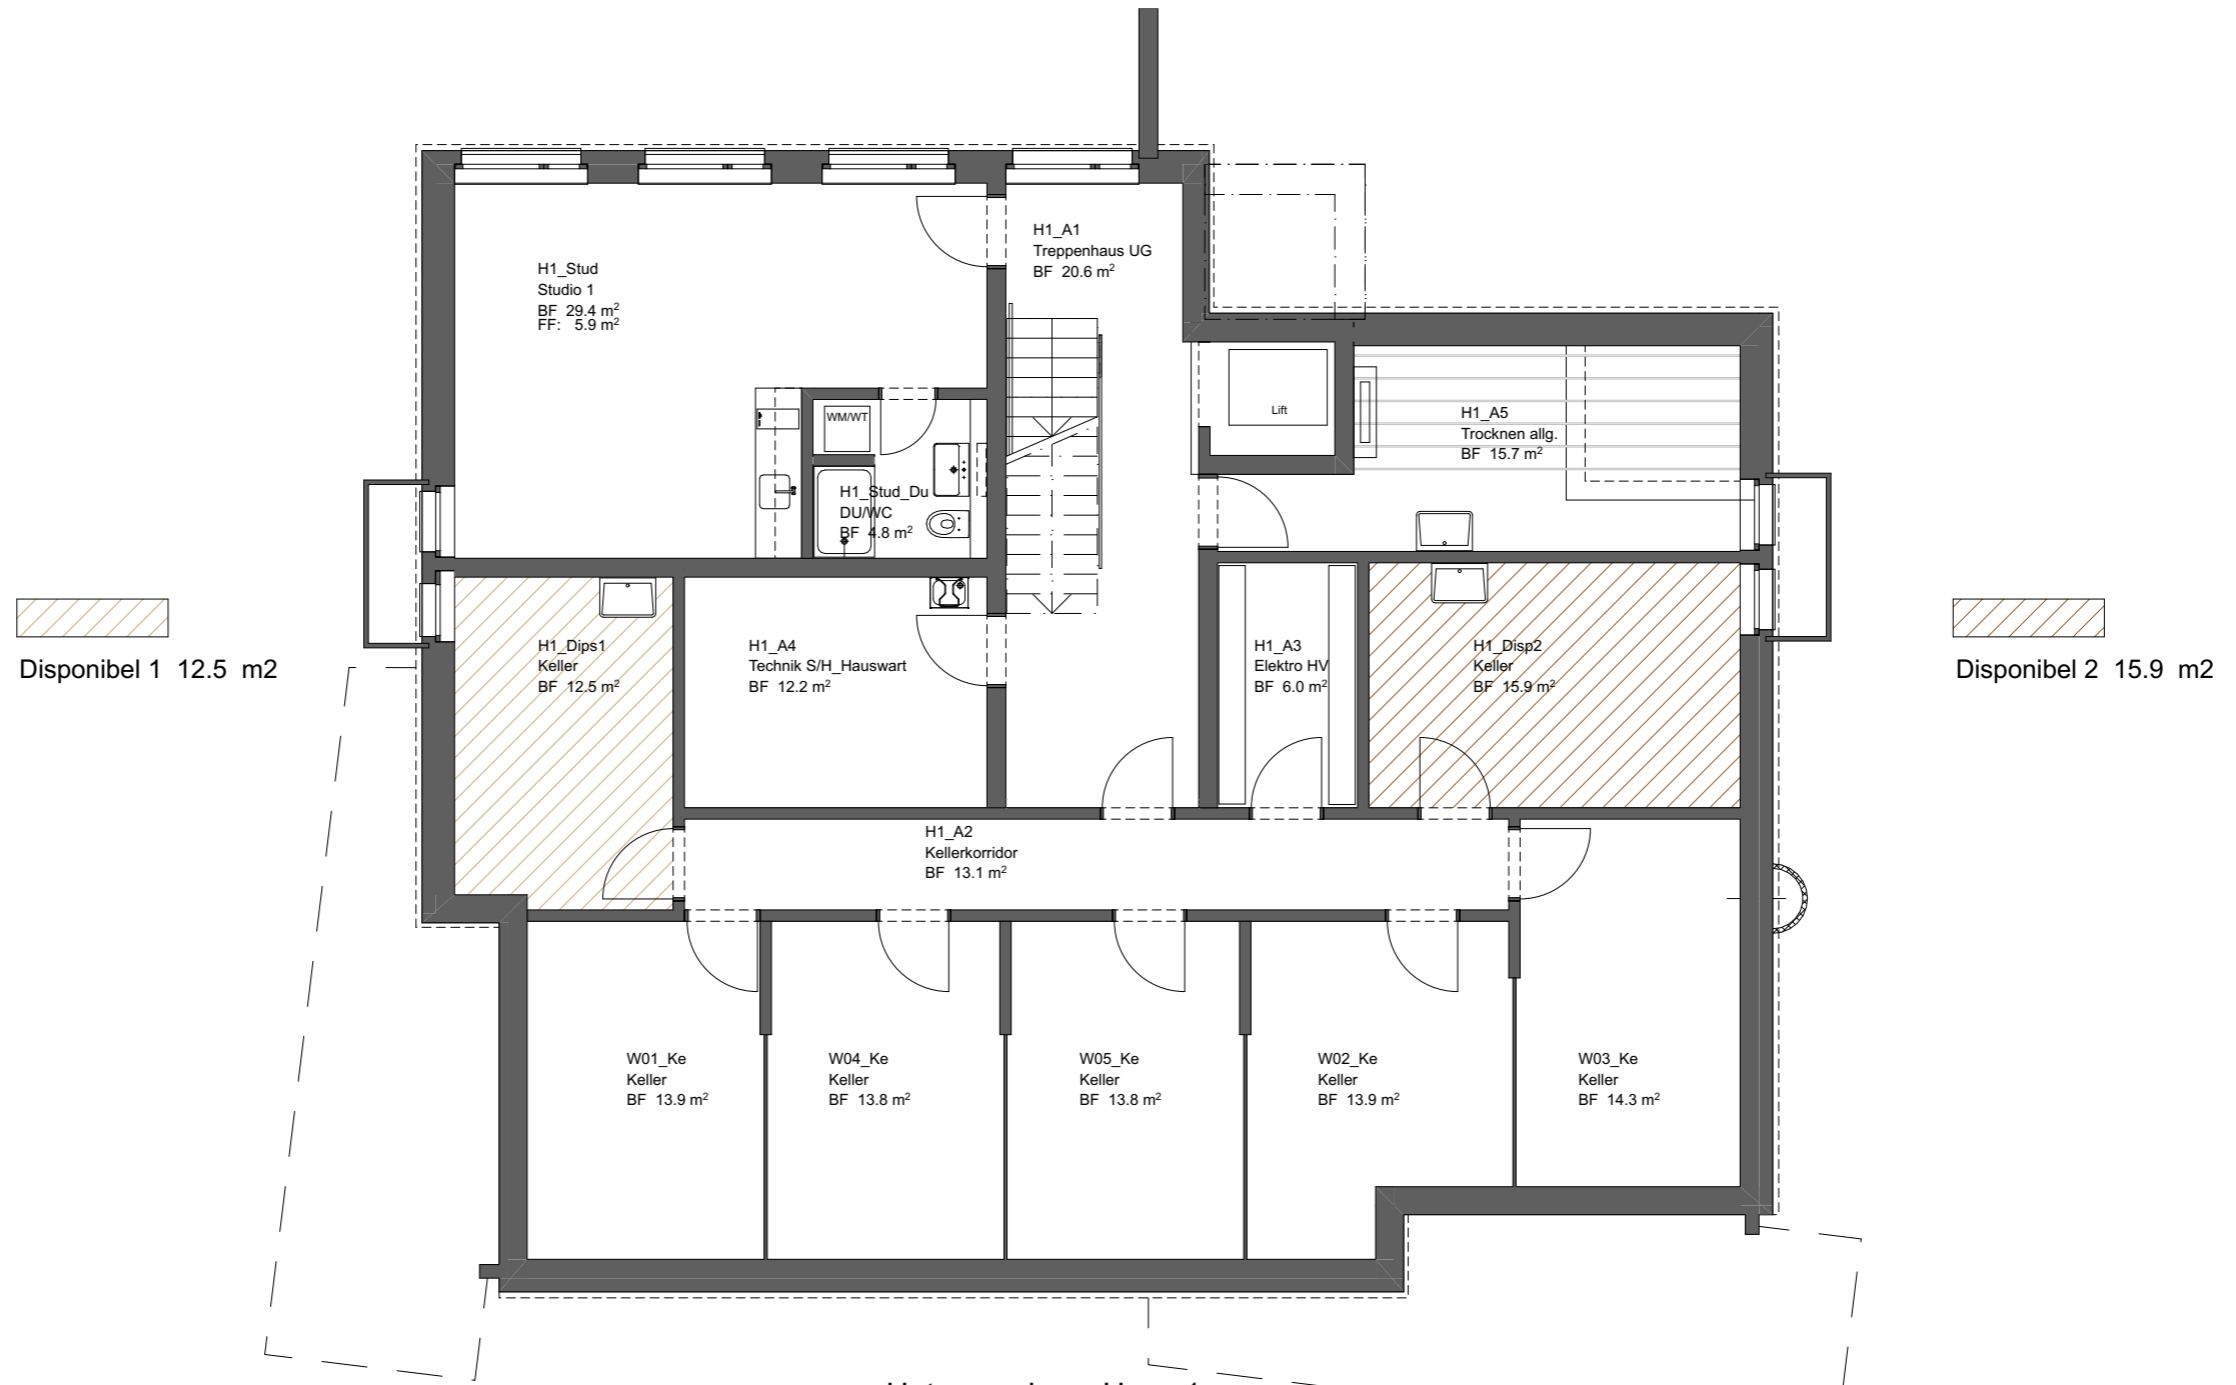 H1_A1
Treppenhaus UG
BF 20.6 m²
H1_Stud
Studio 1
BF 29.4 m²
FF: 5.9 m²
Lift
H1_A5
Trocknen allg.
BF 15.7 m²
WM/WT
H1_Stud_Du
DU/WC
BF 4.8 m²
Disponibel 1 12.5 m2
H1_Dips1
Keller
BF 12.5 m²
H1_A4
Technik S/H_Hauswart
BF 12.2 m²
H1_A3
Elektro HV
BF 6.0 m²
H1_Disp2
Keller
BF 15.9 m²
Disponibel 2 15.9 m2
H1_A2
Kellerkorridor
BF 13.1 m²
W01_Ke
Keller
BF 13.9 m²
W04_Ke
Keller
BF 13.8 m²
W05_Ke
Keller
BF 13.8 m²
W02_Ke
Keller
BF 13.9 m²
W03_Ke
Keller
BF 14.3 m²